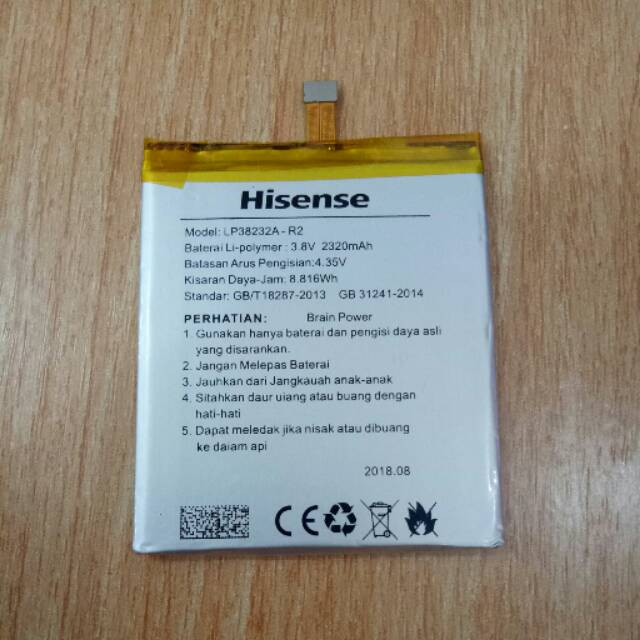 Hisense
Model: LP38232A - R2
Baterai Li-polymer : 3.8V 2320mAh
Batasan Arus Pengisian:4.35V
Kisaran Daya-Jam: 8.816Wh
Standar: GB/T18287-2013 GB 31241-2014
PERHATIAN: Brain Power
1. Gunakan hanya baterai dan pengisi daya asli
yang disarankan.
2. Jangan Melepas Baterai
3. Jauhkan dari Jangkauah anak-anak
4. Sitahkan daur uiang atau buang dengan
hati-hati
5. Dapat meledak jika nisak atau dibuang
ke daiam api
2018.08
CE